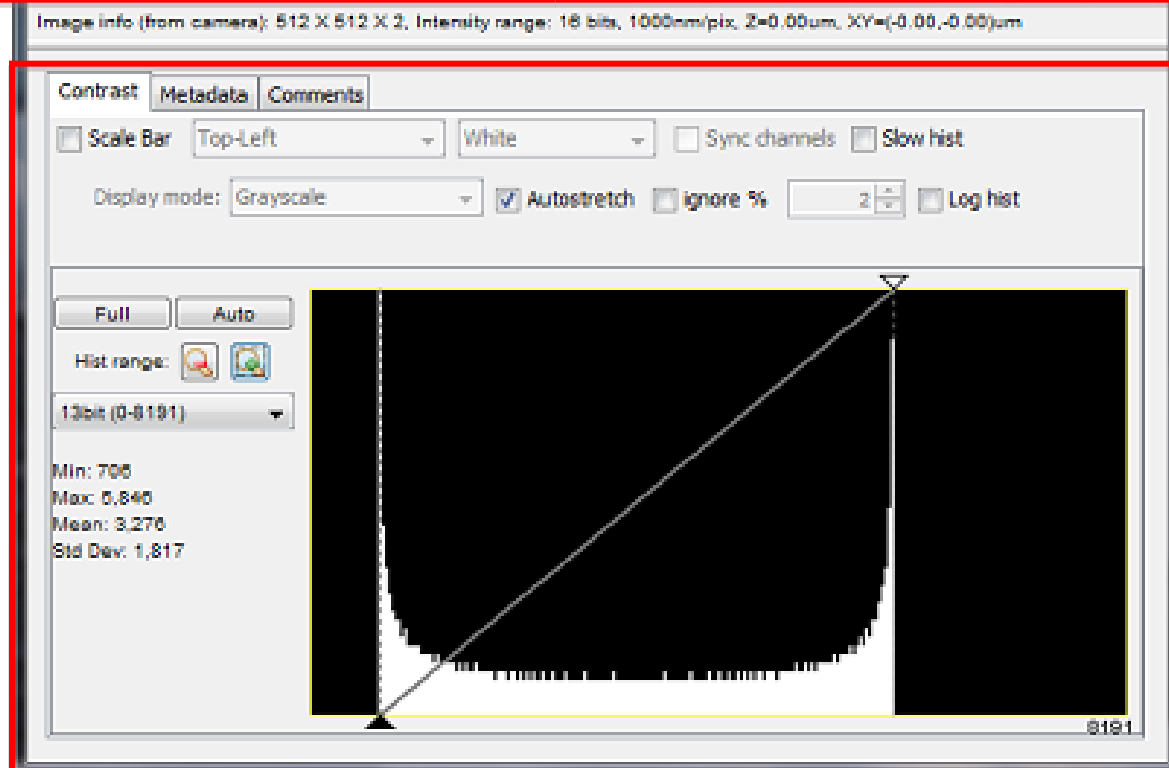 Image info (from camera): 512 X 512 X 2, Intensity range: 16 bits, 1000nm/pix, Z=0.00um, XY=(-0.00,-0.00)um
Contrast Metadata Comments
Scale Bar Top-Left White Sync channels Slow hist
Display mode: Grayscale Autostretch ignore % 2 Log hist
Full Auto
Hist range:
13bit (0-8191)
Min: 706
Max: 5,846
Mean: 3,276
Std Dev: 1,817
8191